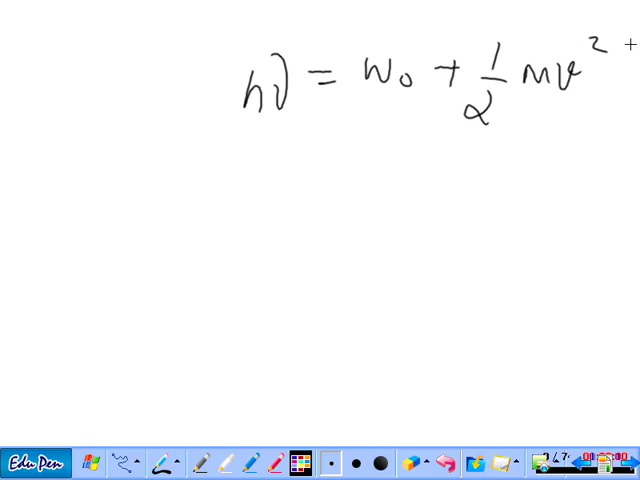 hν = W₀ + 1/2 mv²
Edu Pen